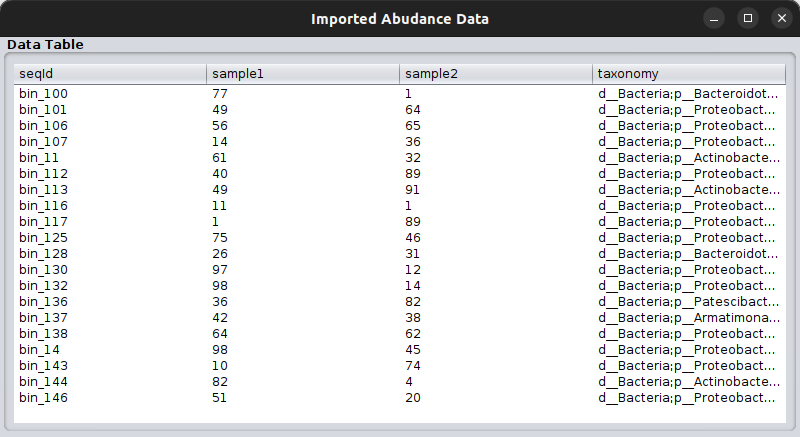 Imported Abudance Data
Data Table
seqId sample1 sample2 taxonomy
bin_100 77 1 d__Bacteria;p__Bacteroidot...
bin_101 49 64 d__Bacteria;p__Proteobact...
bin_106 56 65 d__Bacteria;p__Proteobact...
bin_107 14 36 d__Bacteria;p__Proteobact...
bin_11 61 32 d__Bacteria;p__Actinobacte...
bin_112 40 89 d__Bacteria;p__Proteobact...
bin_113 49 91 d__Bacteria;p__Actinobacte...
bin_116 11 1 d__Bacteria;p__Proteobact...
bin_117 1 89 d__Bacteria;p__Proteobact...
bin_125 75 46 d__Bacteria;p__Proteobact...
bin_128 26 31 d__Bacteria;p__Bacteroidot...
bin_130 97 12 d__Bacteria;p__Proteobact...
bin_132 98 14 d__Bacteria;p__Proteobact...
bin_136 36 82 d__Bacteria;p__Patescibact...
bin_137 42 38 d__Bacteria;p__Armatimona...
bin_138 64 62 d__Bacteria;p__Proteobact...
bin_14 98 45 d__Bacteria;p__Proteobact...
bin_143 10 74 d__Bacteria;p__Proteobact...
bin_144 82 4 d__Bacteria;p__Actinobacte...
bin_146 51 20 d__Bacteria;p__Proteobact...